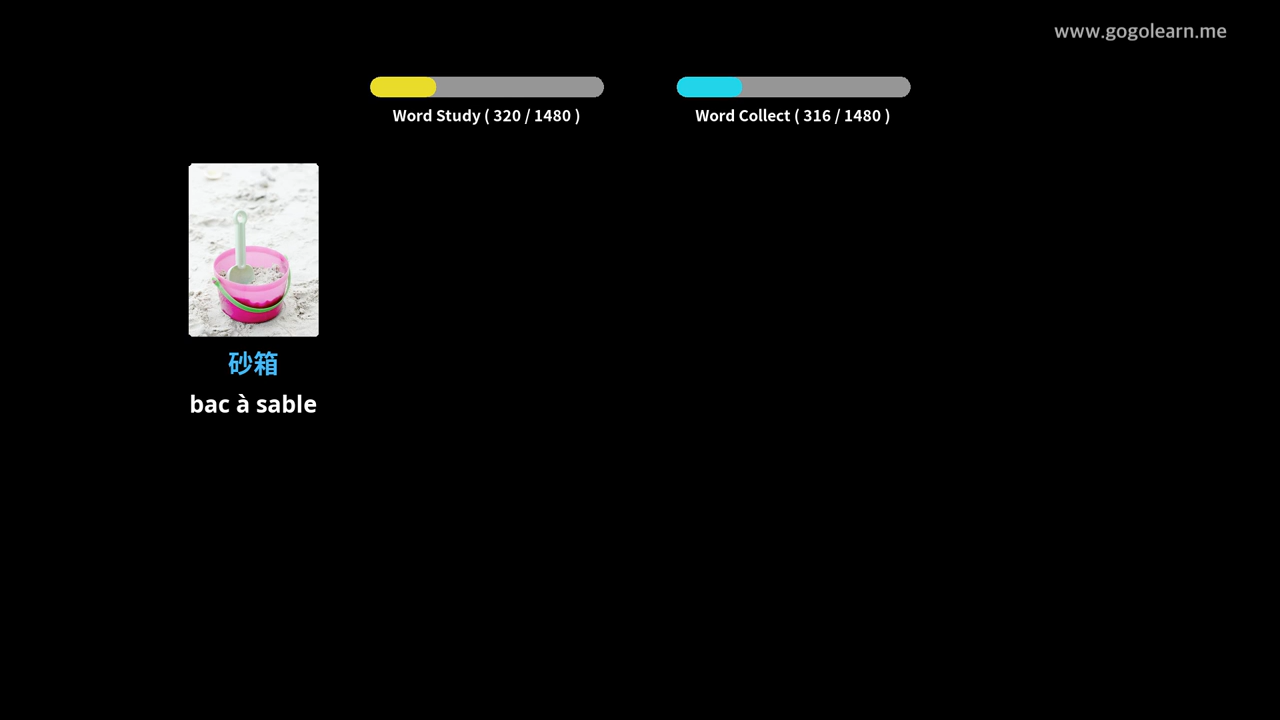 www.gogolearn.me
Word Study ( 320 / 1480 )
Word Collect ( 316 / 1480 )
砂箱
bac à sable